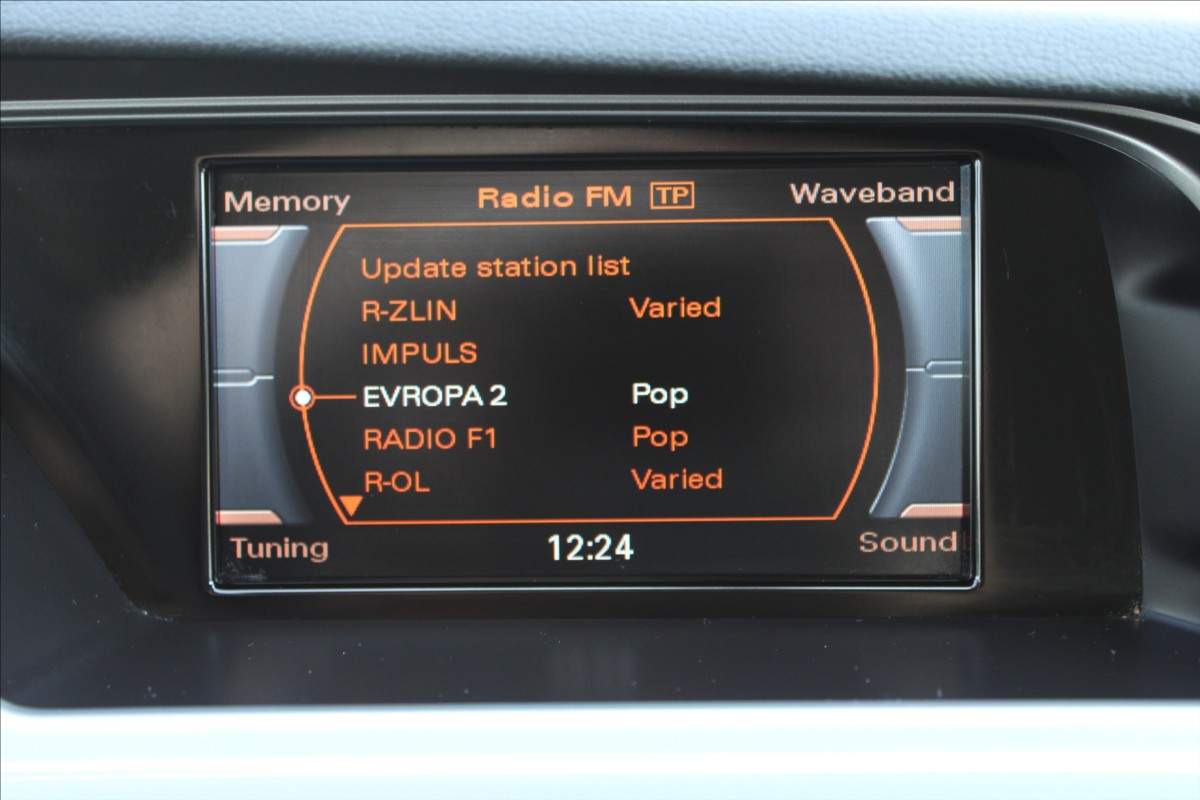 Memory Radio FM TP Waveband
Update station list
R-ZLIN Varied
IMPULS
EVROPA 2 Pop
RADIO F1 Pop
R-OL Varied
Tuning 12:24 Sound